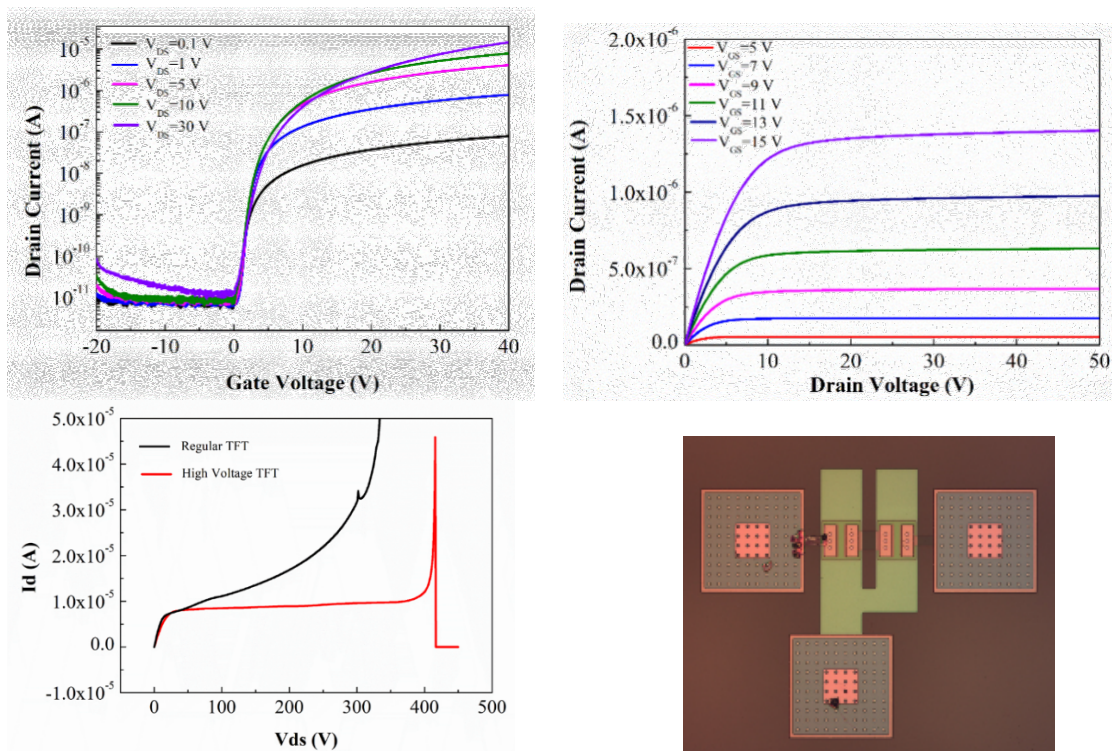 10⁻⁵
10⁻⁶
10⁻⁷
10⁻⁸
10⁻⁹
10⁻¹⁰
10⁻¹¹
Drain Current (A)
V_DS=0.1 V
V_DS=1 V
V_DS=5 V
V_DS=10 V
V_DS=30 V
-20 -10 0 10 20 30 40
Gate Voltage (V)
2.0x10⁻⁶
1.5x10⁻⁶
1.0x10⁻⁶
5.0x10⁻⁷
0.0
Drain Current (A)
V_GS=5 V
V_GS=7 V
V_GS=9 V
V_GS=11 V
V_GS=13 V
V_GS=15 V
0 10 20 30 40 50
Drain Voltage (V)
5.0x10⁻⁵
4.0x10⁻⁵
3.0x10⁻⁵
2.0x10⁻⁵
1.0x10⁻⁵
0.0
-1.0x10⁻⁵
Id (A)
Regular TFT
High Voltage TFT
0 100 200 300 400 500
Vds (V)